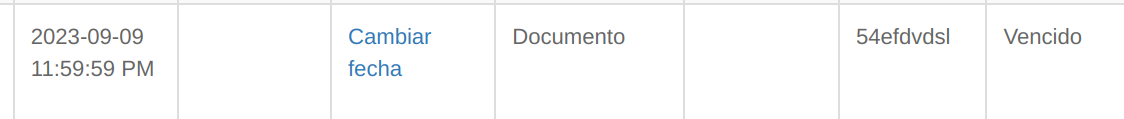 2023-09-09
11:59:59 PM
Cambiar
fecha
Documento
54efdvdsl
Vencido